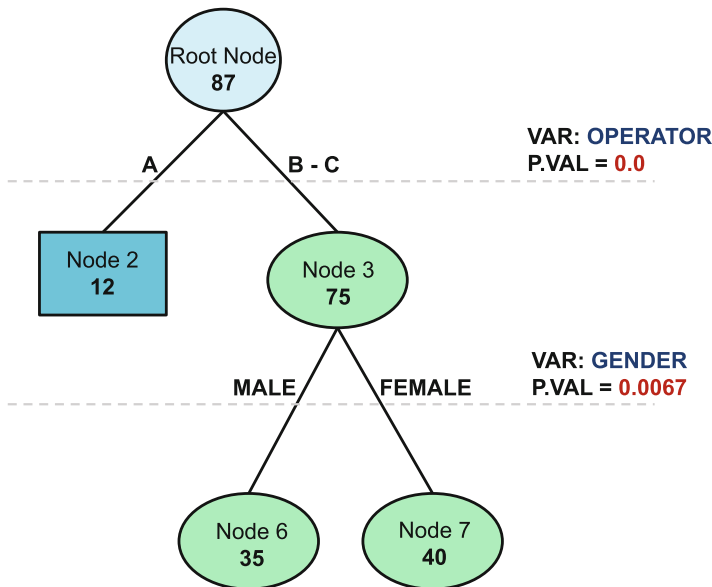 Root Node
87
VAR: OPERATOR
P.VAL = 0.0
A
B - C
Node 2
12
Node 3
75
VAR: GENDER
P.VAL = 0.0067
MALE
FEMALE
Node 6
35
Node 7
40